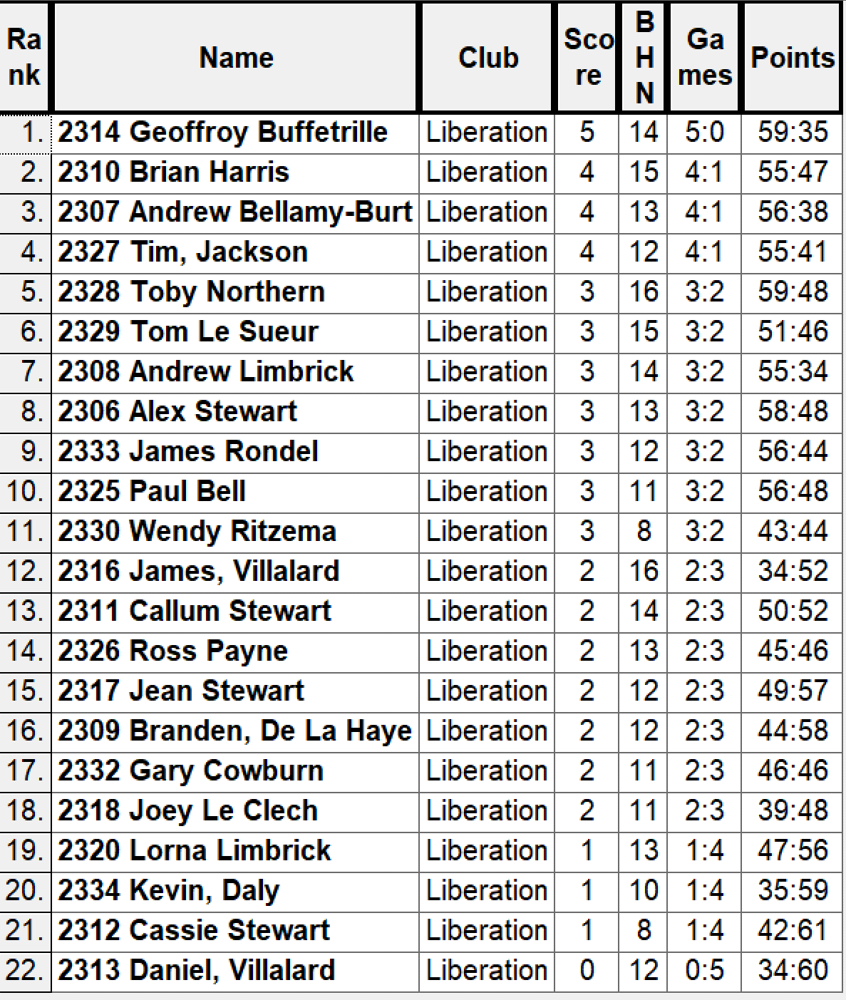 Rank Name Club Score BHN Games Points
1. 2314 Geoffroy Buffetrille Liberation 5 14 5:0 59:35
2. 2310 Brian Harris Liberation 4 15 4:1 55:47
3. 2307 Andrew Bellamy-Burt Liberation 4 13 4:1 56:38
4. 2327 Tim, Jackson Liberation 4 12 4:1 55:41
5. 2328 Toby Northern Liberation 3 16 3:2 59:48
6. 2329 Tom Le Sueur Liberation 3 15 3:2 51:46
7. 2308 Andrew Limbrick Liberation 3 14 3:2 55:34
8. 2306 Alex Stewart Liberation 3 13 3:2 58:48
9. 2333 James Rondel Liberation 3 12 3:2 56:44
10. 2325 Paul Bell Liberation 3 11 3:2 56:48
11. 2330 Wendy Ritzema Liberation 3 8 3:2 43:44
12. 2316 James, Villalard Liberation 2 16 2:3 34:52
13. 2311 Callum Stewart Liberation 2 14 2:3 50:52
14. 2326 Ross Payne Liberation 2 13 2:3 45:46
15. 2317 Jean Stewart Liberation 2 12 2:3 49:57
16. 2309 Branden, De La Haye Liberation 2 12 2:3 44:58
17. 2332 Gary Cowburn Liberation 2 11 2:3 46:46
18. 2318 Joey Le Clech Liberation 2 11 2:3 39:48
19. 2320 Lorna Limbrick Liberation 1 13 1:4 47:56
20. 2334 Kevin, Daly Liberation 1 10 1:4 35:59
21. 2312 Cassie Stewart Liberation 1 8 1:4 42:61
22. 2313 Daniel, Villalard Liberation 0 12 0:5 34:60